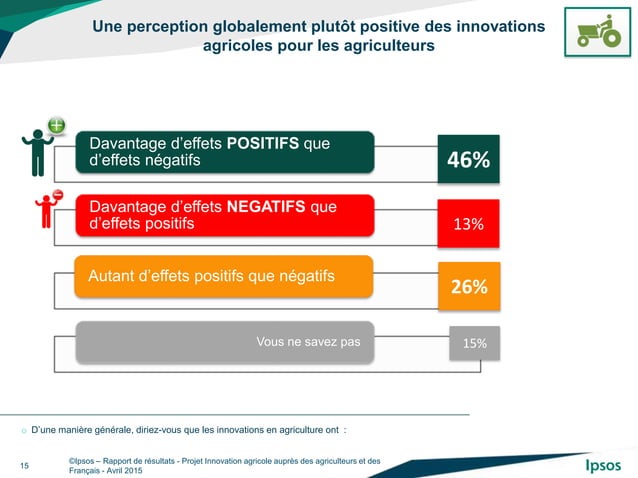 Une perception globalement plutôt positive des innovations
agricoles pour les agriculteurs
Davantage d’effets POSITIFS que
d’effets négatifs
46%
Davantage d’effets NEGATIFS que
d’effets positifs
13%
Autant d’effets positifs que négatifs
26%
Vous ne savez pas
15%
o D’une manière générale, diriez-vous que les innovations en agriculture ont :
15
©Ipsos – Rapport de résultats - Projet Innovation agricole auprès des agriculteurs et des
Français - Avril 2015
Ipsos